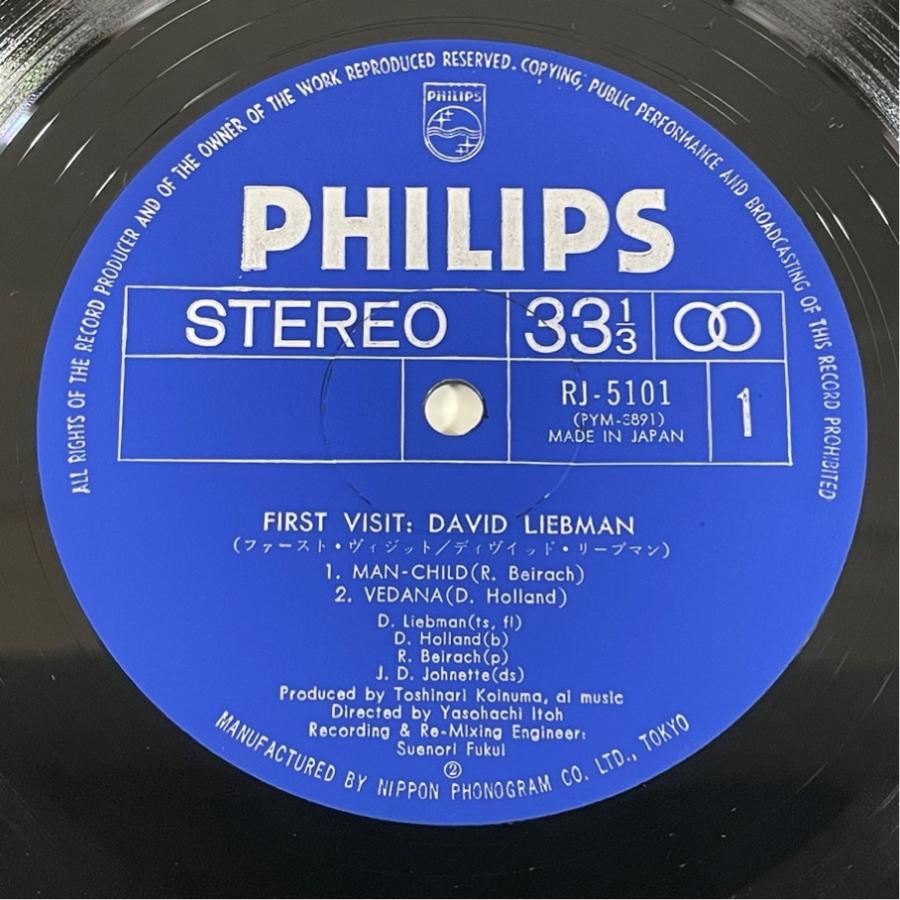 ALL RIGHTS OF THE RECORD PRODUCER AND OF THE OWNER OF THE WORK REPRODUCED RESERVED. COPYING, PUBLIC PERFORMANCE AND BROADCASTING OF THIS RECORD PROHIBITED
PHILIPS
PHILIPS
STEREO 33 1/3
RJ-5101
(PYM-3891)
MADE IN JAPAN
1
FIRST VISIT: DAVID LIEBMAN
(ファースト・ヴィジット/ディヴイッド・リーブマン)
1. MAN-CHILD(R. Beirach)
2. VEDANA(D. Holland)
D. Liebman(ts, fl)
D. Holland(b)
R. Beirach(p)
J. D. Johnette(ds)
Produced by Toshinari Koinuma, ai music
Directed by Yasohachi Itoh
Recording & Re-Mixing Engineer:
Suenori Fukui
②
MANUFACTURED BY NIPPON PHONOGRAM CO. LTD., TOKYO